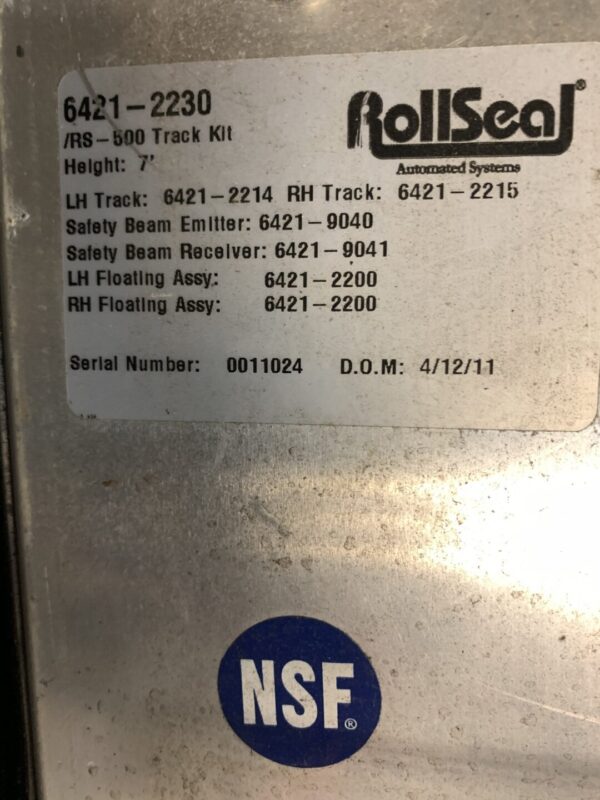 6421-2230
/RS-500 Track Kit
Height: 7'
RollSeal®
Automated Systems
LH Track: 6421-2214 RH Track: 6421-2215
Safety Beam Emitter: 6421-9040
Safety Beam Receiver: 6421-9041
LH Floating Assy: 6421-2200
RH Floating Assy: 6421-2200
Serial Number: 0011024 D.O.M: 4/12/11
NSF®